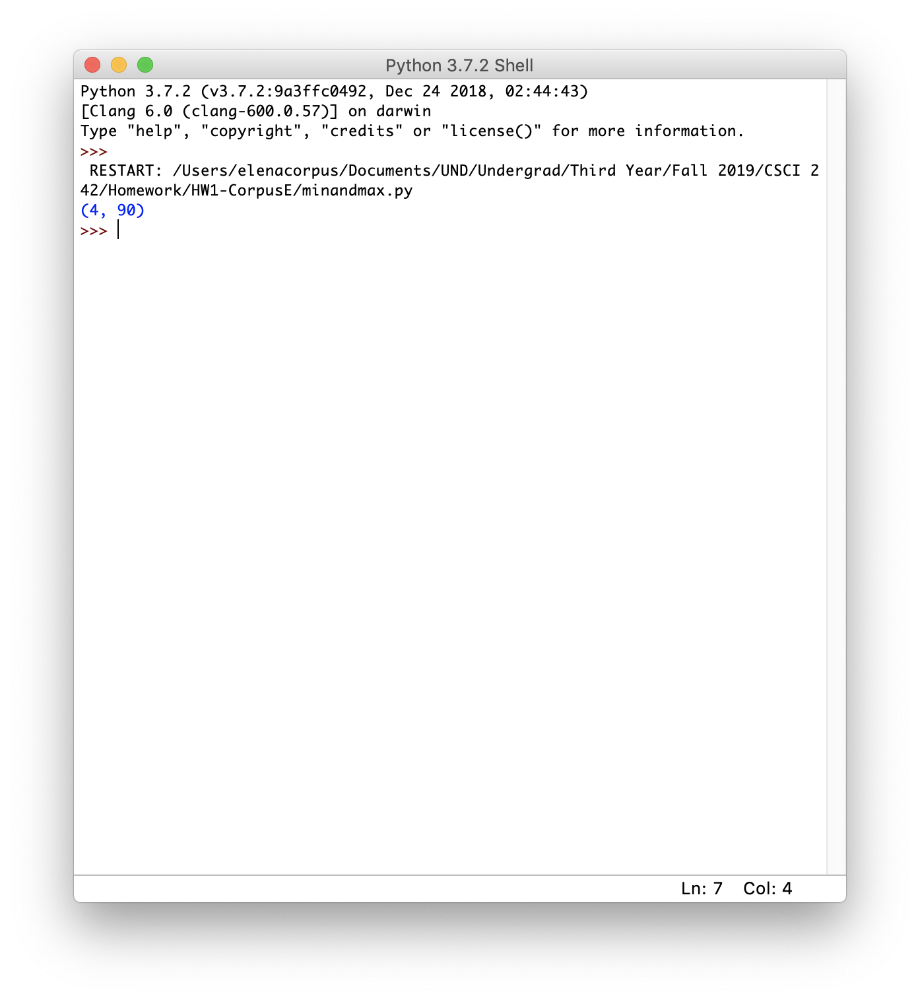 Python 3.7.2 Shell
Python 3.7.2 (v3.7.2:9a3ffc0492, Dec 24 2018, 02:44:43)
[Clang 6.0 (clang-600.0.57)] on darwin
Type "help", "copyright", "credits" or "license()" for more information.
>>>
 RESTART: /Users/elenacorpus/Documents/UND/Undergrad/Third Year/Fall 2019/CSCI 2
42/Homework/HW1-CorpusE/minandmax.py
(4, 90)
>>>
Ln: 7 Col: 4